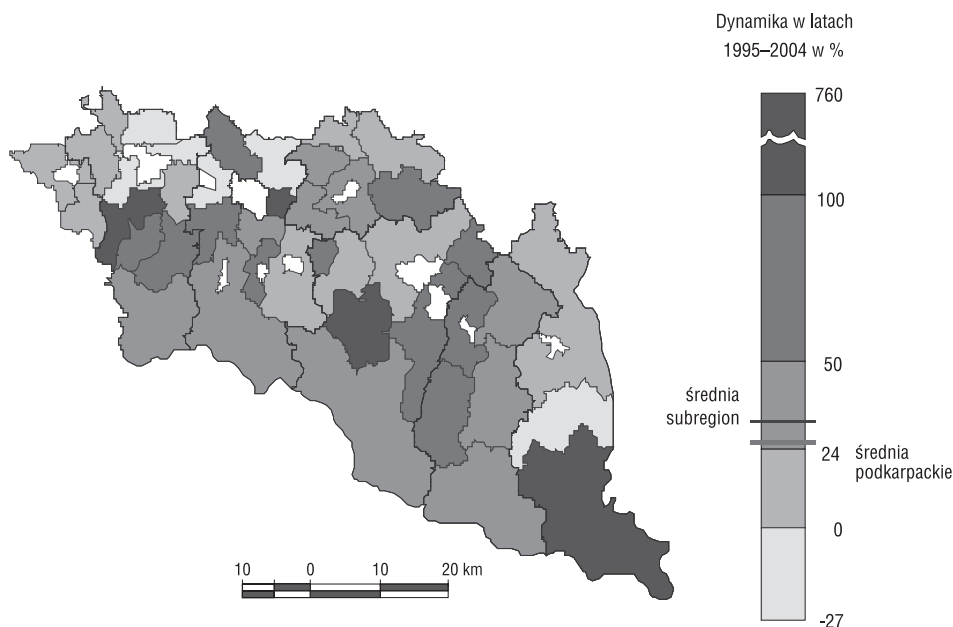 Dynamika w latach
1995–2004 w %
760
100
50
średnia
subregion
24 średnia
podkarpackie
0
-27
10 0 10 20 km